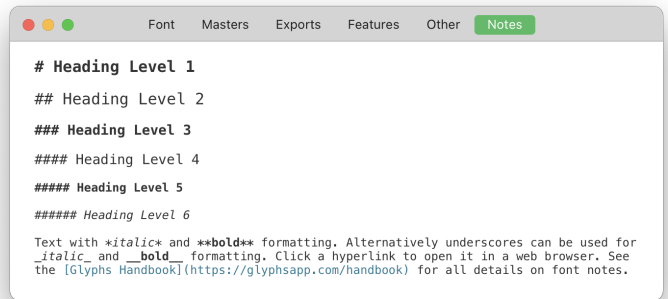 Font Masters Exports Features Other Notes
# Heading Level 1
## Heading Level 2
### Heading Level 3
#### Heading Level 4
##### Heading Level 5
###### Heading Level 6
Text with *italic* and **bold** formatting. Alternatively underscores can be used for
_italic_ and __bold__ formatting. Click a hyperlink to open it in a web browser. See
the [Glyphs Handbook](https://glyphsapp.com/handbook) for all details on font notes.